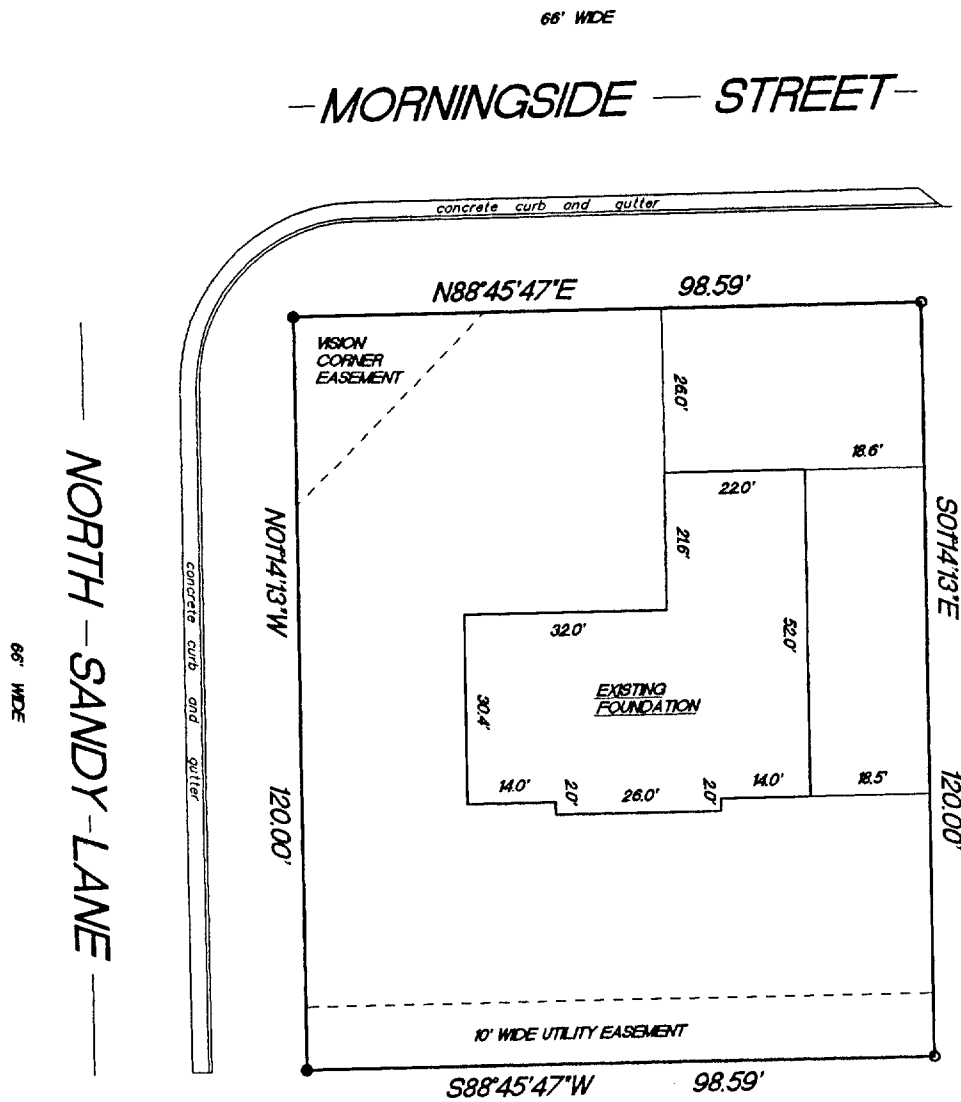 66' WIDE
MORNINGSIDE STREET
concrete curb and gutter
N88°45'47"E 98.59'
VISION
CORNER
EASEMENT
26.0'
18.6'
22.0'
21.6'
N01°14'13"W
S01°14'13"E
32.0'
52.0'
30.4'
EXISTING
FOUNDATION
NORTH SANDY LANE
66' WIDE
concrete curb and gutter
14.0'
2.0'
26.0'
2.0'
14.0'
18.5'
120.00'
120.00'
10' WIDE UTILITY EASEMENT
S88°45'47"W 98.59'